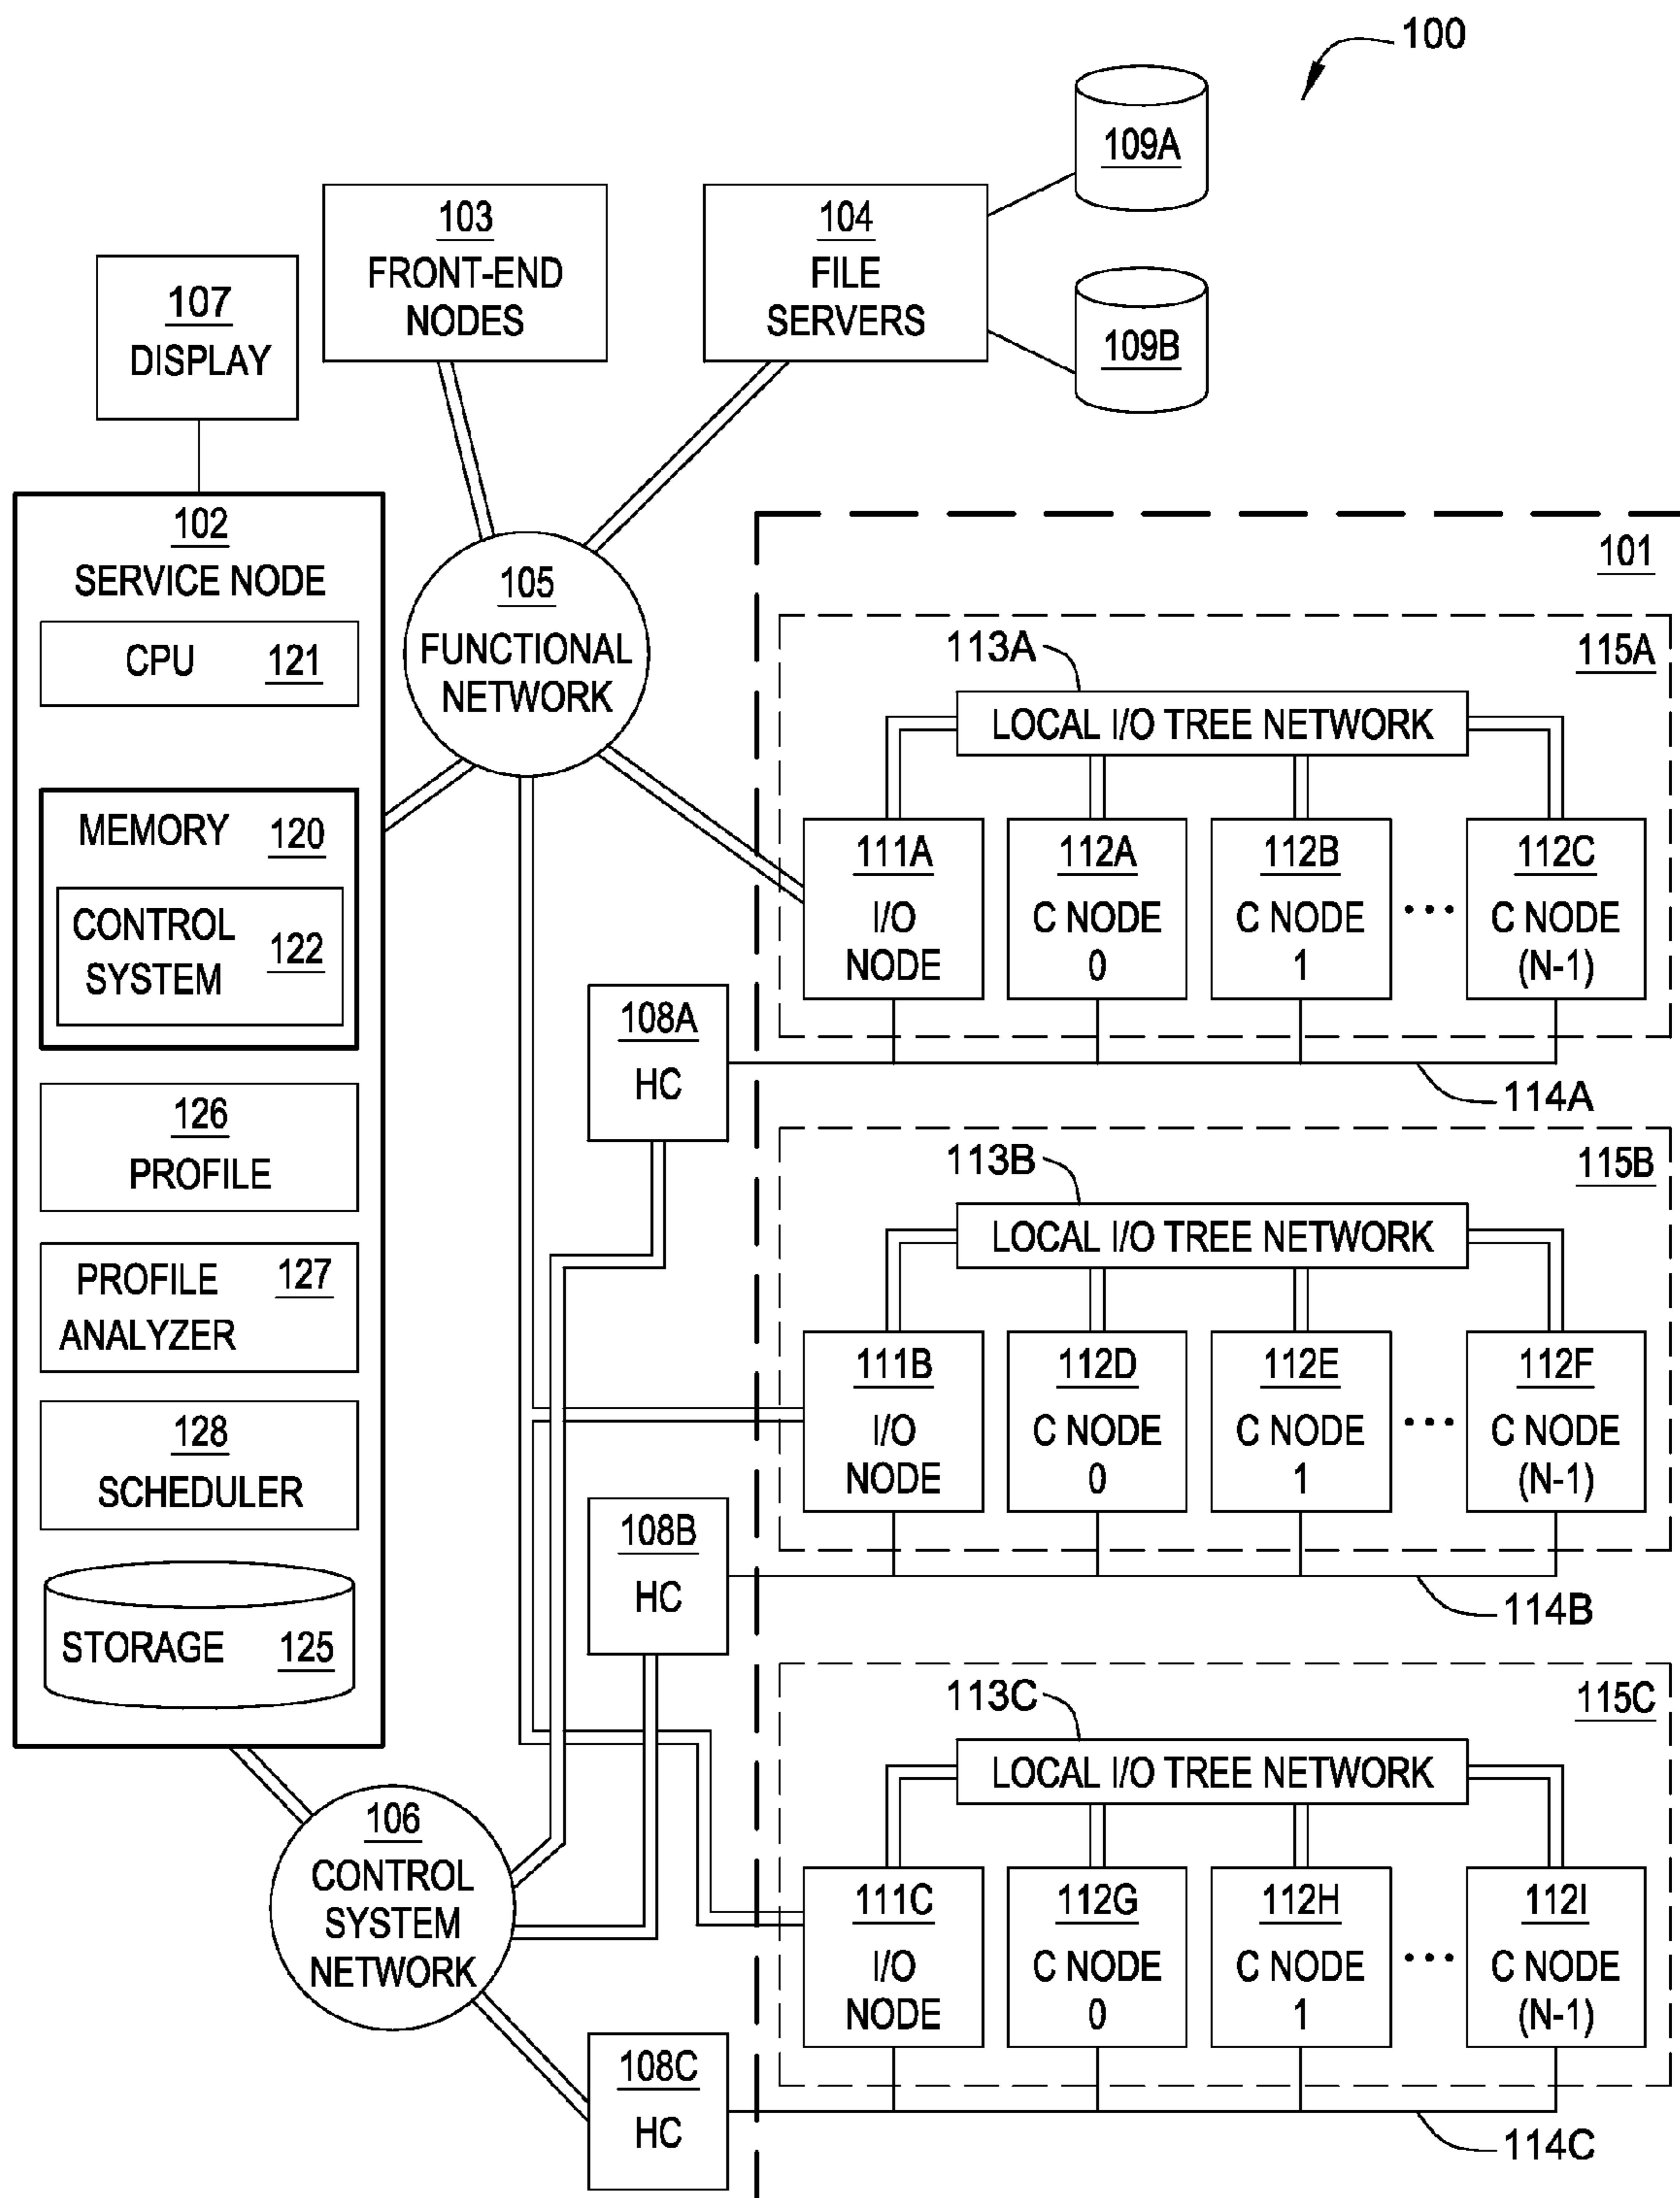 100
109A
103
FRONT-END
NODES
104
FILE
SERVERS
109B
107
DISPLAY
102
SERVICE NODE
CPU 121
MEMORY 120
CONTROL
SYSTEM
122
126
PROFILE
PROFILE
ANALYZER
127
128
SCHEDULER
STORAGE 125
105
FUNCTIONAL
NETWORK
106
CONTROL
SYSTEM
NETWORK
108A
HC
108B
HC
108C
HC
101
115A
113A
LOCAL I/O TREE NETWORK
111A
I/O
NODE
112A
C NODE
0
112B
C NODE
1
•••
112C
C NODE
(N-1)
114A
115B
113B
LOCAL I/O TREE NETWORK
111B
I/O
NODE
112D
C NODE
0
112E
C NODE
1
•••
112F
C NODE
(N-1)
114B
115C
113C
LOCAL I/O TREE NETWORK
111C
I/O
NODE
112G
C NODE
0
112H
C NODE
1
•••
112I
C NODE
(N-1)
114C